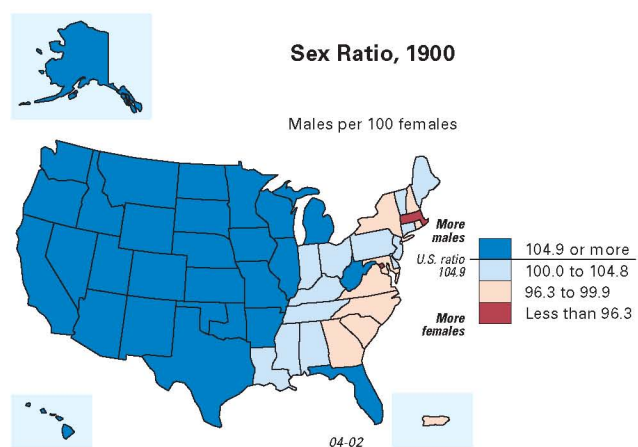 Sex Ratio, 1900
Males per 100 females
More
males
U.S. ratio
104.9
More
females
104.9 or more
100.0 to 104.8
96.3 to 99.9
Less than 96.3
04-02